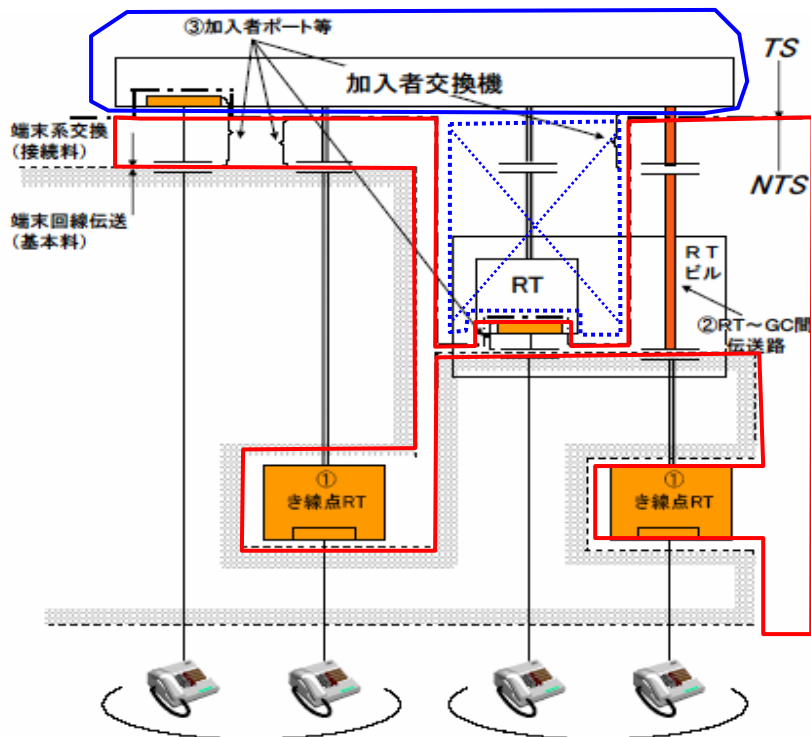 ③加入者ポート等
TS
加入者交換機
端末系交換
(接続料)
NTS
端末回線伝送
(基本料)
RT
RT
ビル
②RT～GC間
伝送路
①
き線点RT
①
き線点RT